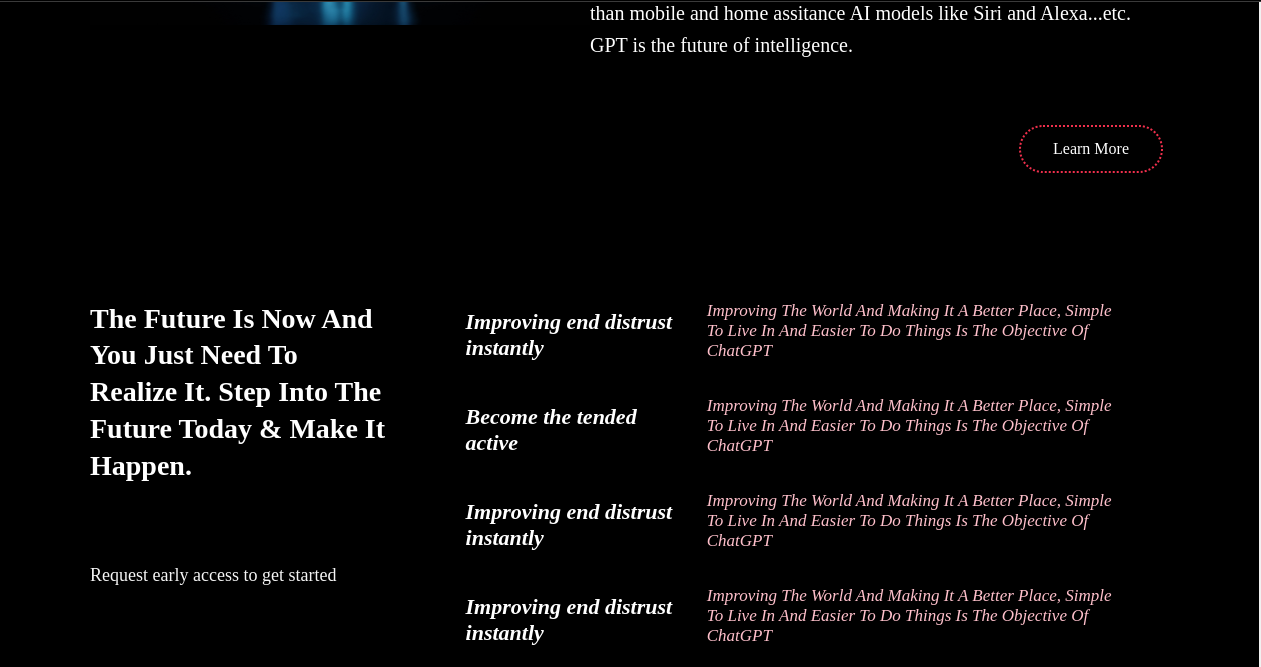 than mobile and home assitance AI models like Siri and Alexa...etc.
GPT is the future of intelligence.
Learn More
The Future Is Now And
You Just Need To
Realize It. Step Into The
Future Today & Make It
Happen.
Request early access to get started
Improving end distrust
instantly
Improving The World And Making It A Better Place, Simple
To Live In And Easier To Do Things Is The Objective Of
ChatGPT
Become the tended
active
Improving The World And Making It A Better Place, Simple
To Live In And Easier To Do Things Is The Objective Of
ChatGPT
Improving end distrust
instantly
Improving The World And Making It A Better Place, Simple
To Live In And Easier To Do Things Is The Objective Of
ChatGPT
Improving end distrust
instantly
Improving The World And Making It A Better Place, Simple
To Live In And Easier To Do Things Is The Objective Of
ChatGPT